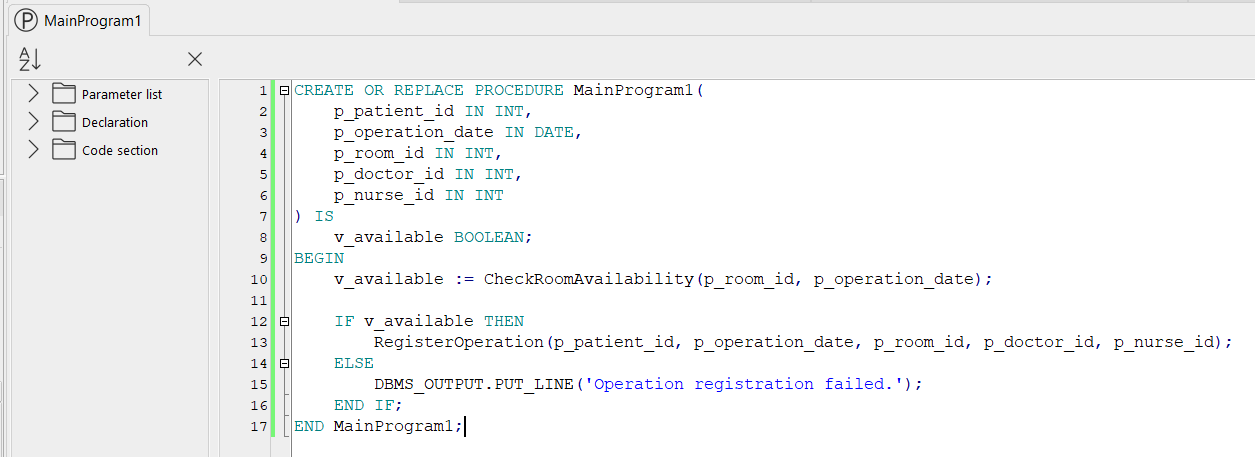 MainProgram1
Parameter list
Declaration
Code section
1 CREATE OR REPLACE PROCEDURE MainProgram1(
2     p_patient_id IN INT,
3     p_operation_date IN DATE,
4     p_room_id IN INT,
5     p_doctor_id IN INT,
6     p_nurse_id IN INT
7 ) IS
8     v_available BOOLEAN;
9 BEGIN
10     v_available := CheckRoomAvailability(p_room_id, p_operation_date);
11
12     IF v_available THEN
13         RegisterOperation(p_patient_id, p_operation_date, p_room_id, p_doctor_id, p_nurse_id);
14     ELSE
15         DBMS_OUTPUT.PUT_LINE('Operation registration failed.');
16     END IF;
17 END MainProgram1;